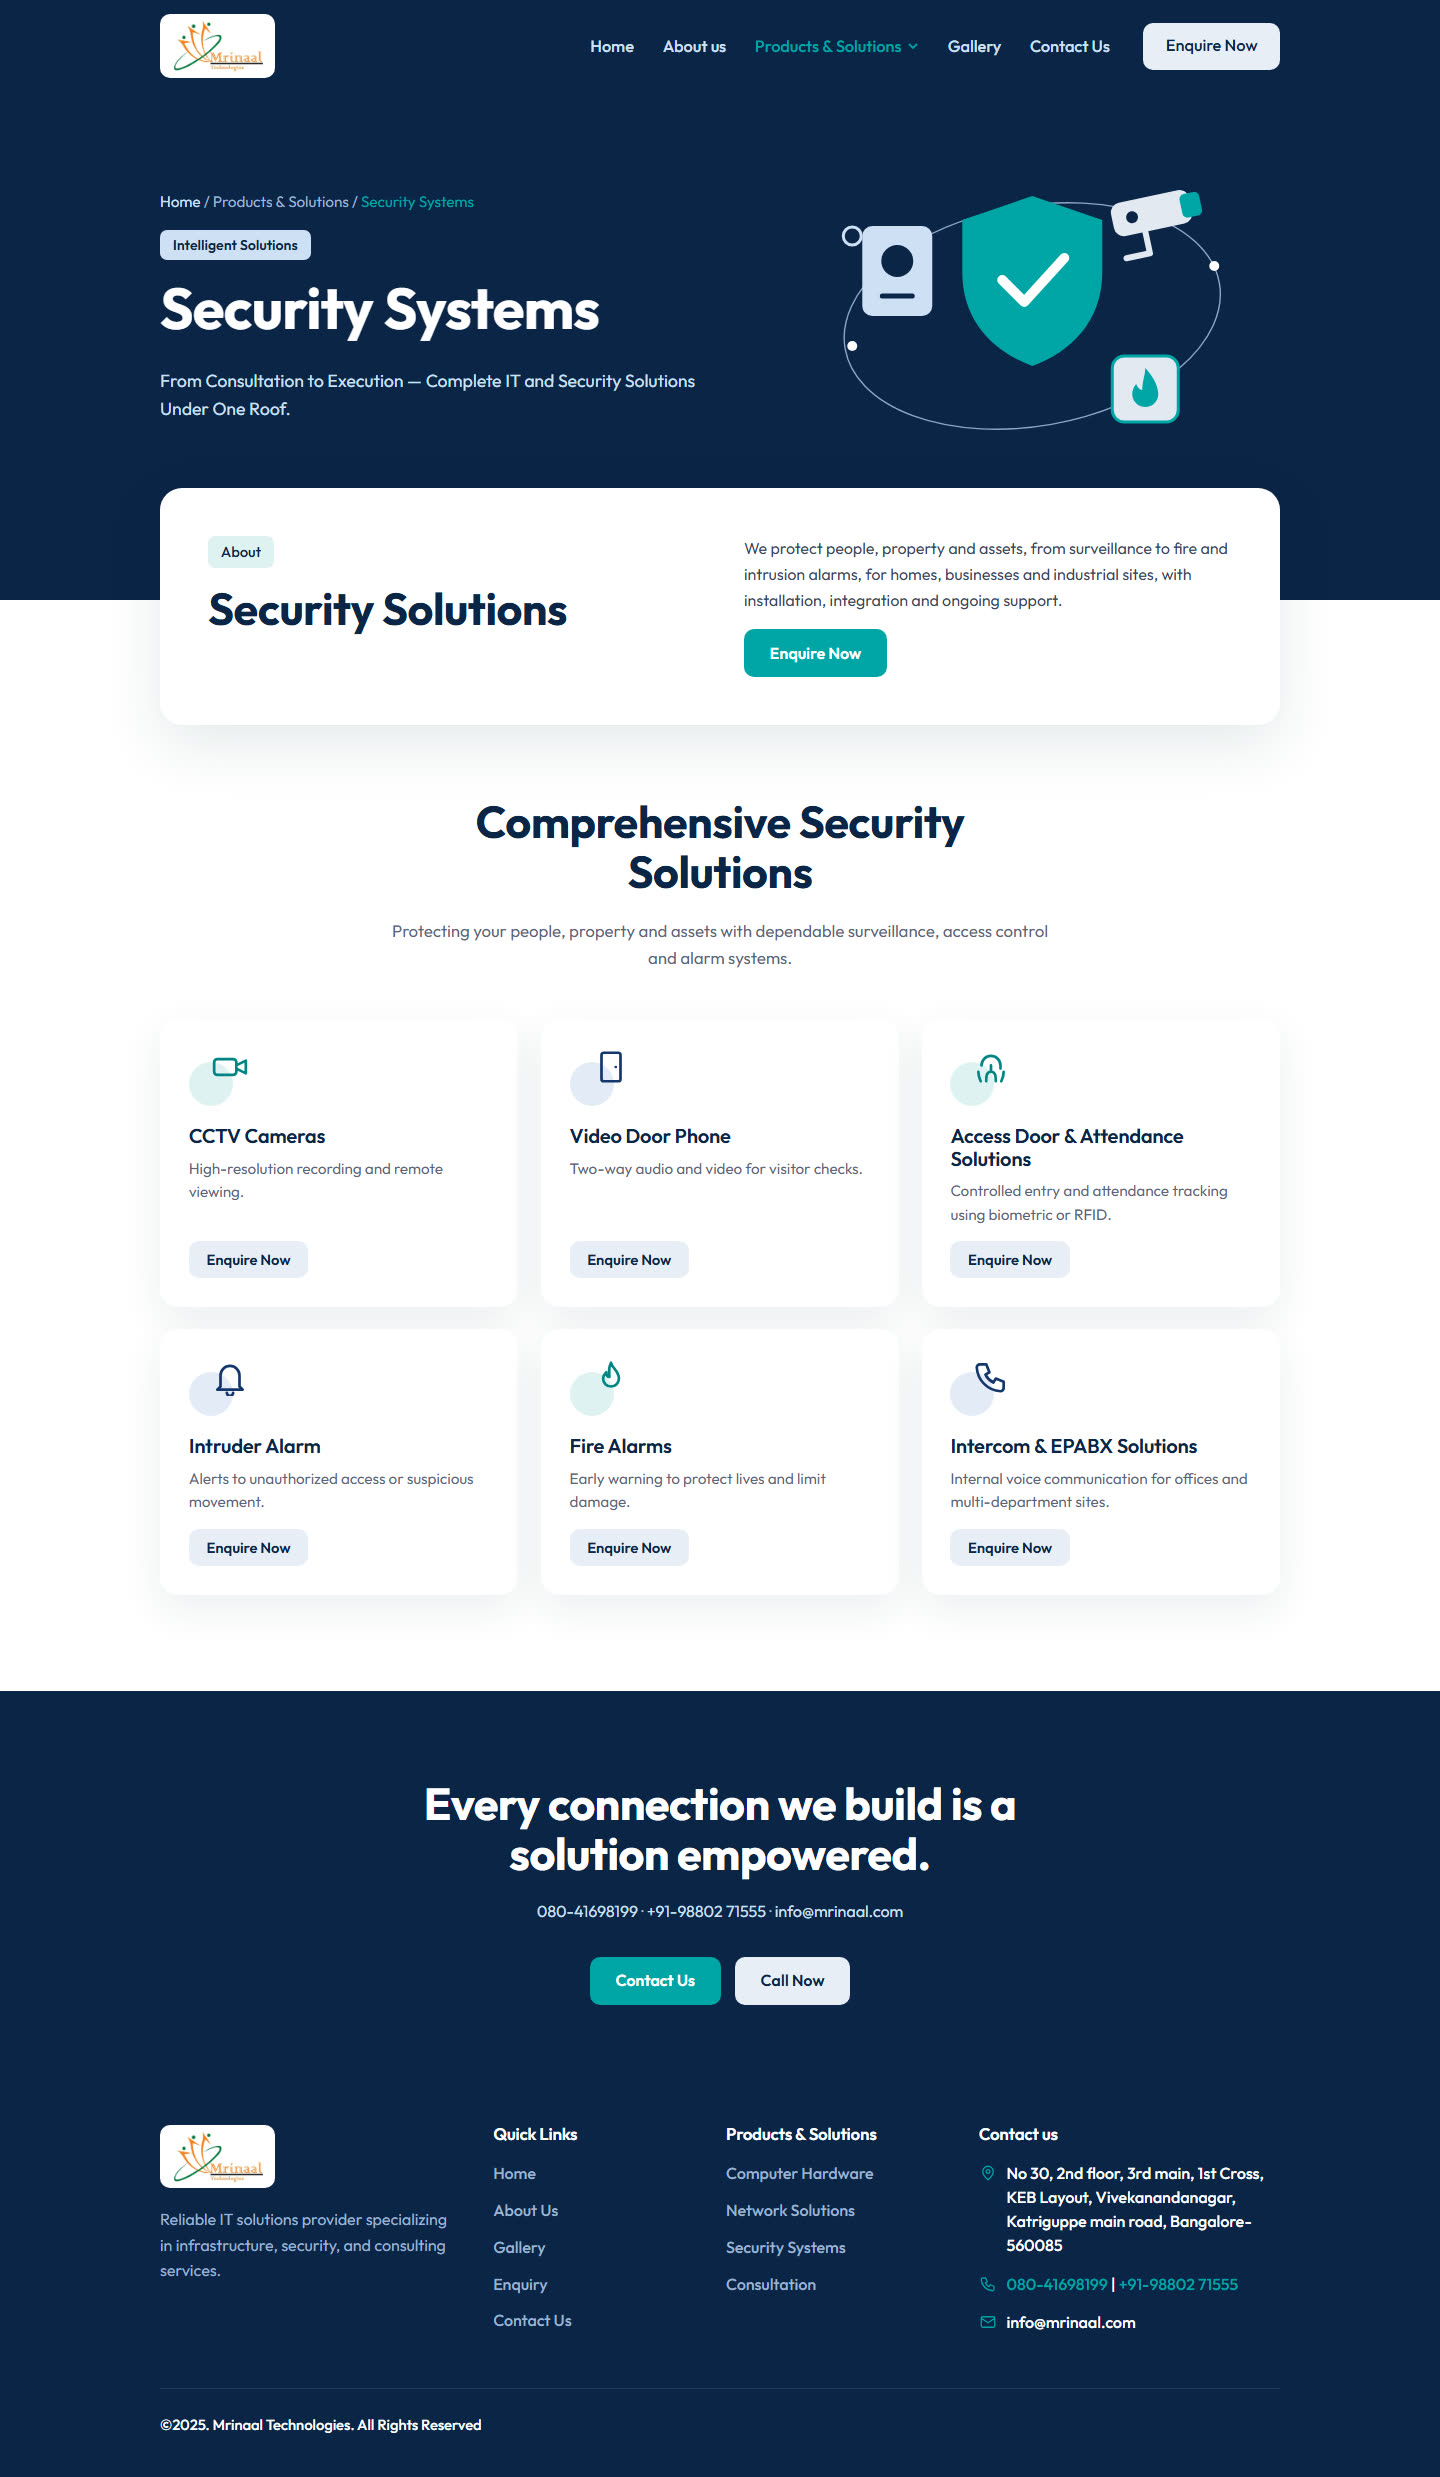 Mrinaal
Technologies
Home
About us
Products & Solutions
Gallery
Contact Us
Enquire Now
Home / Products & Solutions / Security Systems
Intelligent Solutions
Security Systems
From Consultation to Execution — Complete IT and Security Solutions
Under One Roof.
About
Security Solutions
We protect people, property and assets, from surveillance to fire and
intrusion alarms, for homes, businesses and industrial sites, with
installation, integration and ongoing support.
Enquire Now
Comprehensive Security
Solutions
Protecting your people, property and assets with dependable surveillance, access control
and alarm systems.
CCTV Cameras
High-resolution recording and remote
viewing.
Enquire Now
Video Door Phone
Two-way audio and video for visitor checks.
Enquire Now
Access Door & Attendance
Solutions
Controlled entry and attendance tracking
using biometric or RFID.
Enquire Now
Intruder Alarm
Alerts to unauthorized access or suspicious
movement.
Enquire Now
Fire Alarms
Early warning to protect lives and limit
damage.
Enquire Now
Intercom & EPABX Solutions
Internal voice communication for offices and
multi-department sites.
Enquire Now
Every connection we build is a
solution empowered.
080-41698199 · +91-98802 71555 · info@mrinaal.com
Contact Us
Call Now
Mrinaal
Technologies
Reliable IT solutions provider specializing
in infrastructure, security, and consulting
services.
Quick Links
Home
About Us
Gallery
Enquiry
Contact Us
Products & Solutions
Computer Hardware
Network Solutions
Security Systems
Consultation
Contact us
No 30, 2nd floor, 3rd main, 1st Cross,
KEB Layout, Vivekanandanagar,
Katriguppe main road, Bangalore-
560085
080-41698199 | +91-98802 71555
info@mrinaal.com
©2025. Mrinaal Technologies. All Rights Reserved